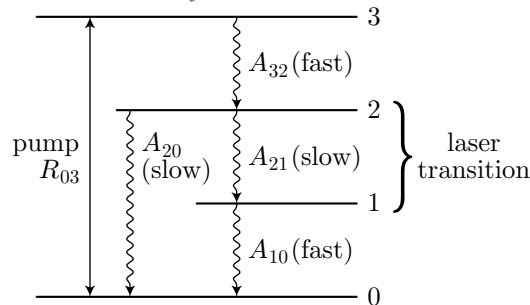 3
A₃₂(fast)
2
pump
R₀₃
A₂₀
(slow)
A₂₁(slow)
laser
transition
1
A₁₀(fast)
0